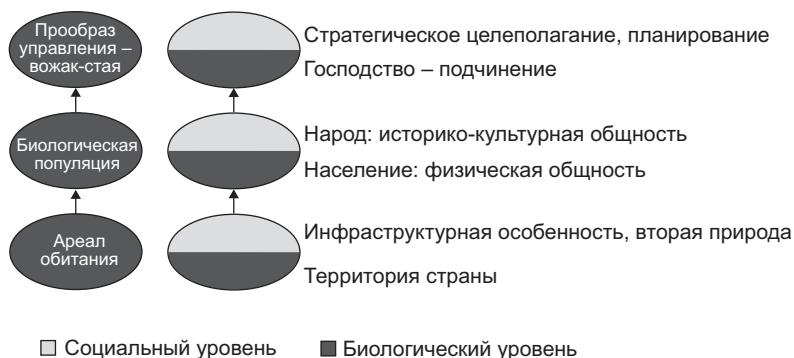 Прообраз
управления –
вожак-стая
Стратегическое целеполагание, планирование
Господство – подчинение
Биологическая
популяция
Народ: историко-культурная общность
Население: физическая общность
Ареал
обитания
Инфраструктурная особенность, вторая природа
Территория страны
Социальный уровень
Биологический уровень